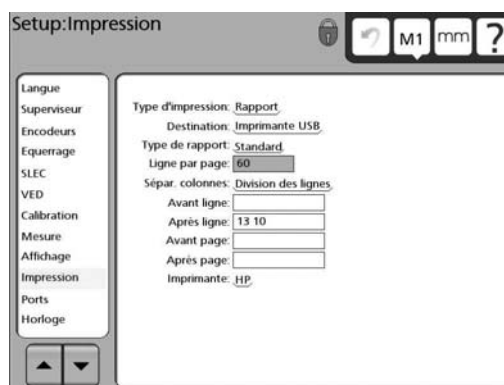 Setup:Impression
M1 mm ?
Langue
Superviseur
Encodeurs
Equerrage
SLEC
VED
Calibration
Mesure
Affichage
Impression
Ports
Horloge
Type d'impression: Rapport
Destination: Imprimante USB
Type de rapport: Standard
Ligne par page: 60
Sépar. colonnes: Division des lignes
Avant ligne:
Après ligne: 13 10
Avant page:
Après page:
Imprimante: HP